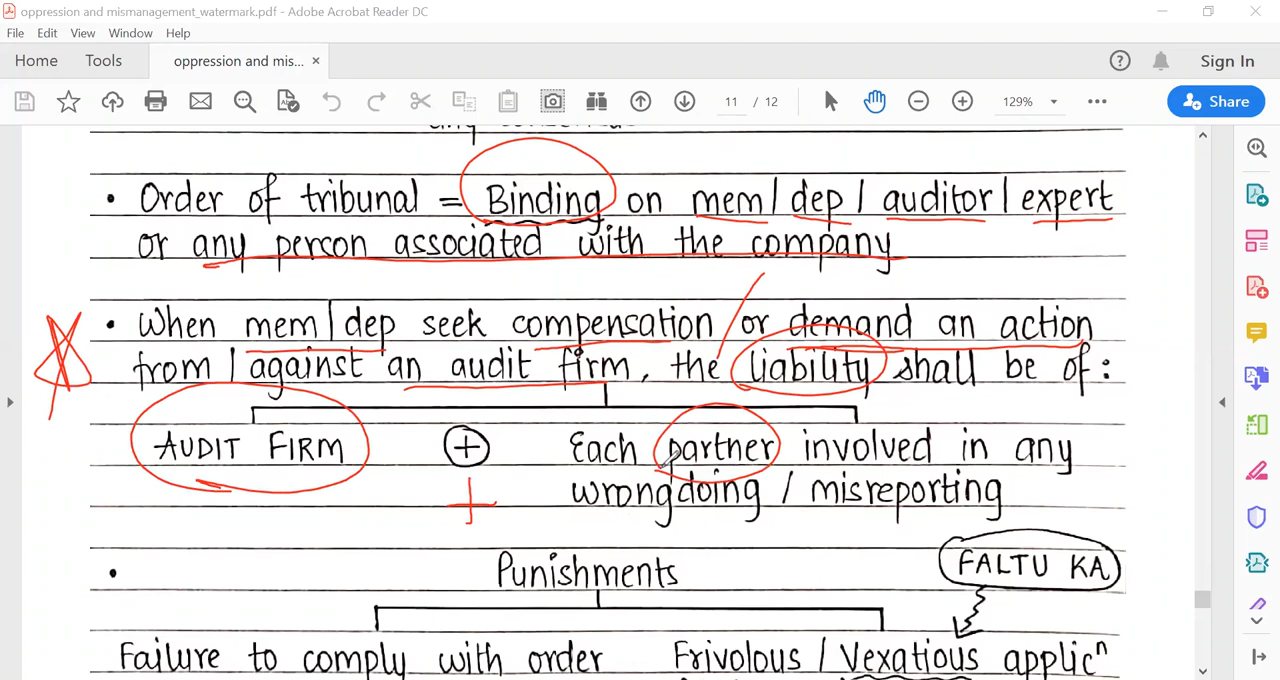 oppression and mismanagement_watermark.pdf - Adobe Acrobat Reader DC
File Edit View Window Help
Home Tools oppression and mis... × Sign In
11 / 12 129% Share
• Order of tribunal = Binding on mem/dep/ auditor/expert
or any person associated with the company
• When mem/dep seek compensation or demand an action
from/against an audit firm, the liability shall be of:
AUDIT FIRM + Each partner involved in any
wrongdoing / misreporting
• Punishments FALTU KA
Failure to comply with order Frivolous / Vexatious applicⁿ